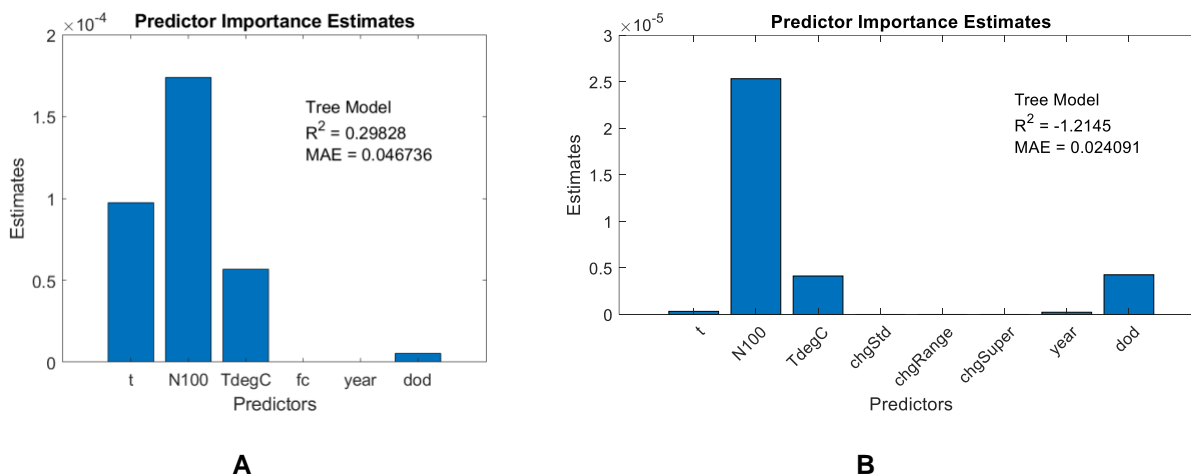 Predictor Importance Estimates
×10-4
2
1.5
1
0.5
0
Estimates
Tree Model
R2 = 0.29828
MAE = 0.046736
t N100 TdegC fc year dod
Predictors
A
Predictor Importance Estimates
×10-5
3
2.5
2
1.5
1
0.5
0
Estimates
Tree Model
R2 = -1.2145
MAE = 0.024091
t N100 TdegC chgStd chgRange chgSuper year dod
Predictors
B